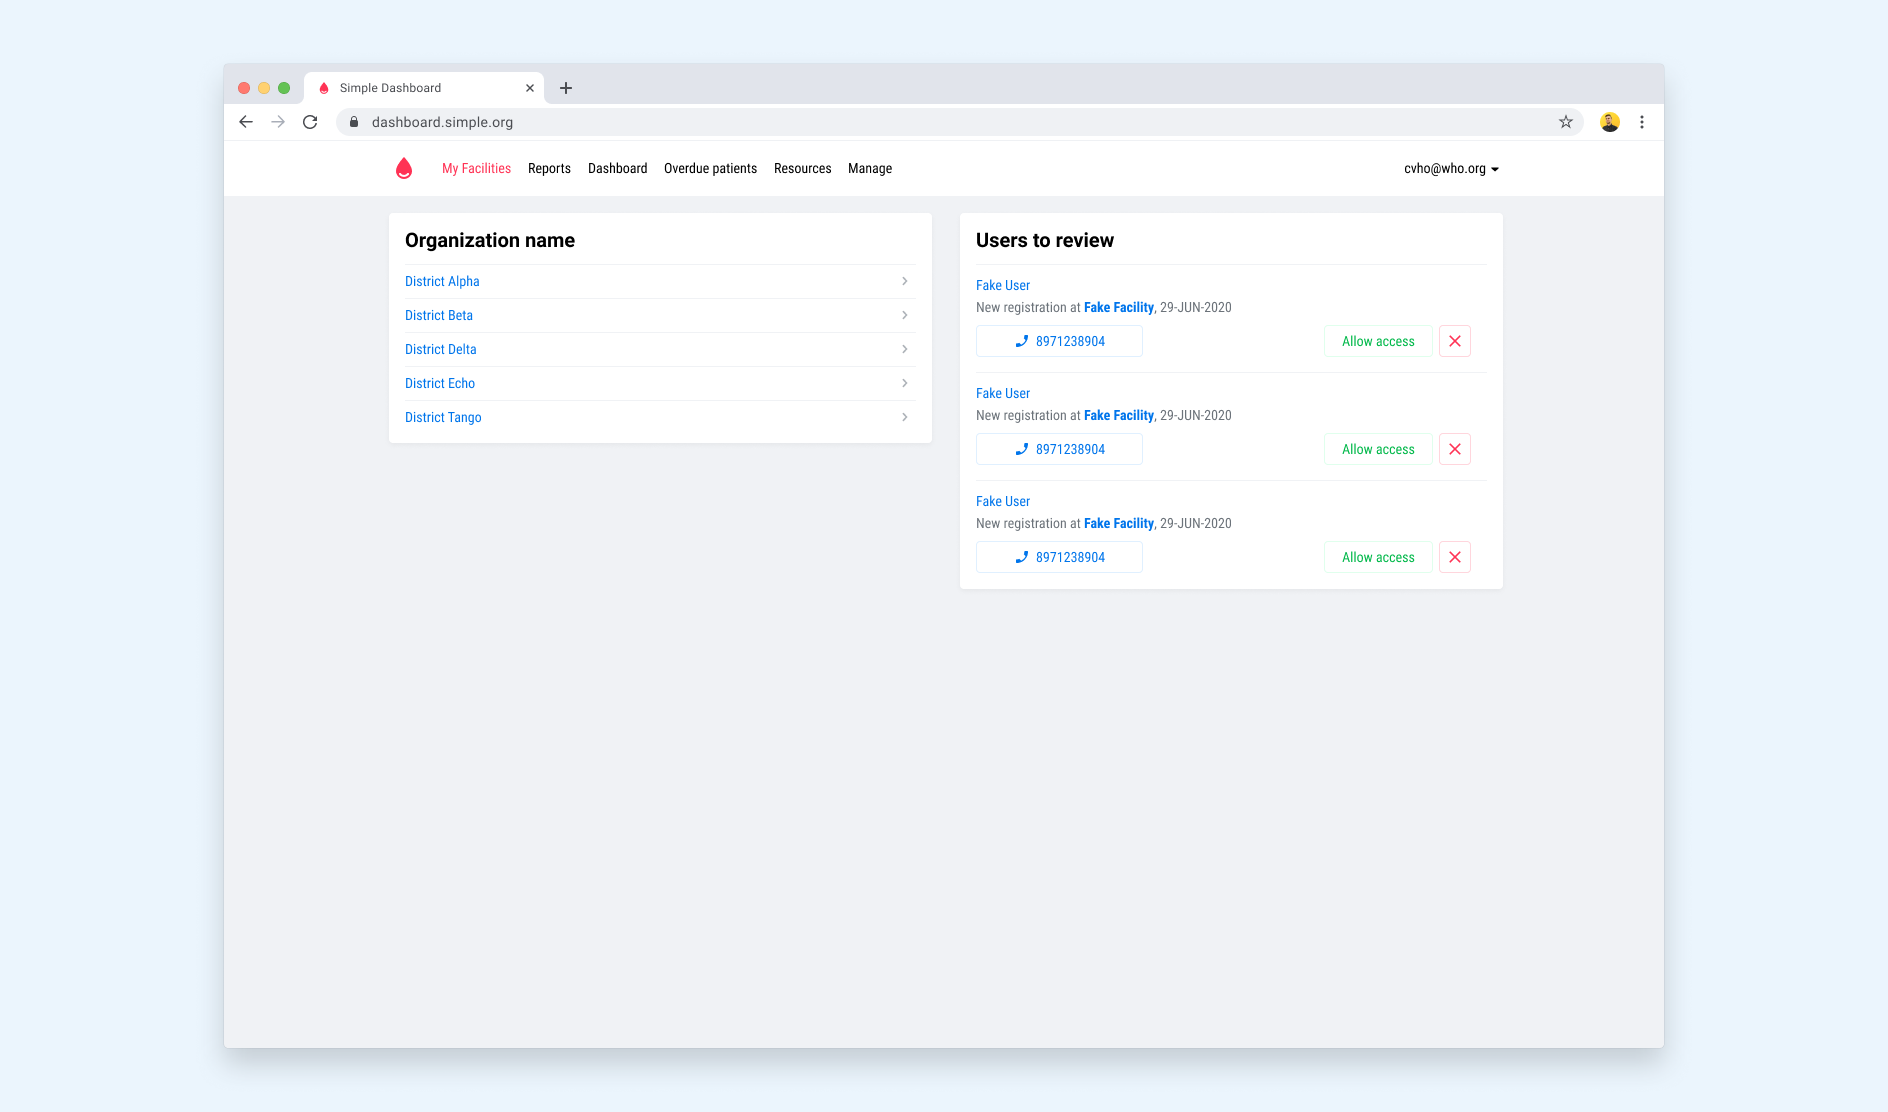 Simple Dashboard
dashboard.simple.org
My Facilities Reports Dashboard Overdue patients Resources Manage cvho@who.org
Organization name
District Alpha
District Beta
District Delta
District Echo
District Tango
Users to review
Fake User
New registration at Fake Facility, 29-JUN-2020
8971238904 Allow access
Fake User
New registration at Fake Facility, 29-JUN-2020
8971238904 Allow access
Fake User
New registration at Fake Facility, 29-JUN-2020
8971238904 Allow access